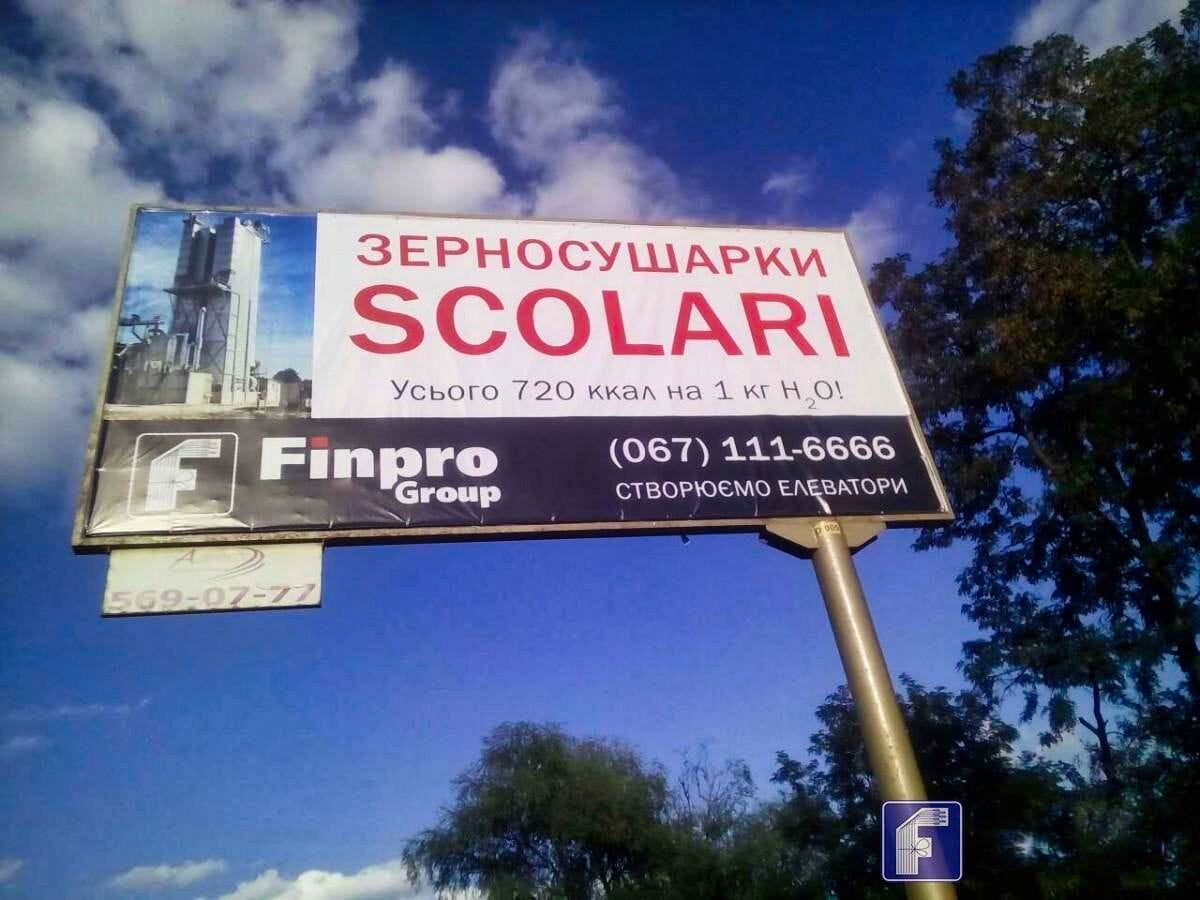 ЗЕРНОСУШАРКИ
SCOLARI
Усього 720 ккал на 1 кг H₂O!
F Finpro
Group
(067) 111-6666
СТВОРЮЄМО ЕЛЕВАТОРИ
005
569-07-77
F